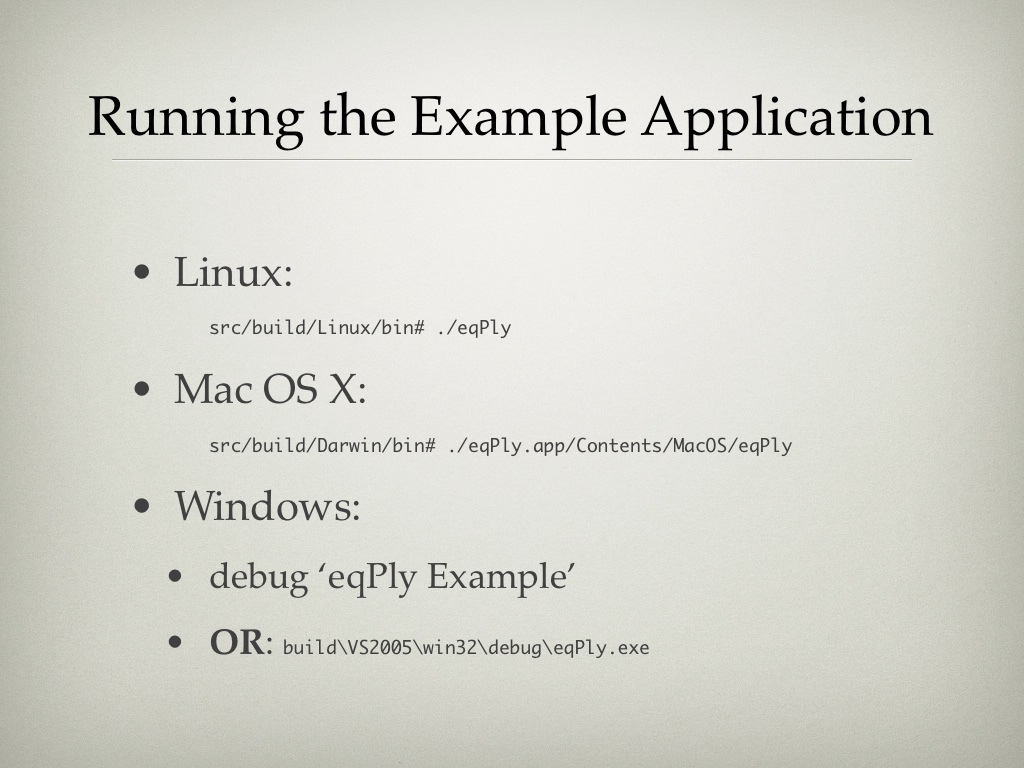 Running the Example Application
• Linux:
src/build/Linux/bin# ./eqPly
• Mac OS X:
src/build/Darwin/bin# ./eqPly.app/Contents/MacOS/eqPly
• Windows:
• debug ‘eqPly Example’
• OR: build\VS2005\win32\debug\eqPly.exe